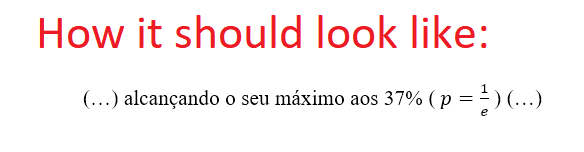 How it should look like:
(…) alcançando o seu máximo aos 37% ( p = 1/e ) (…)